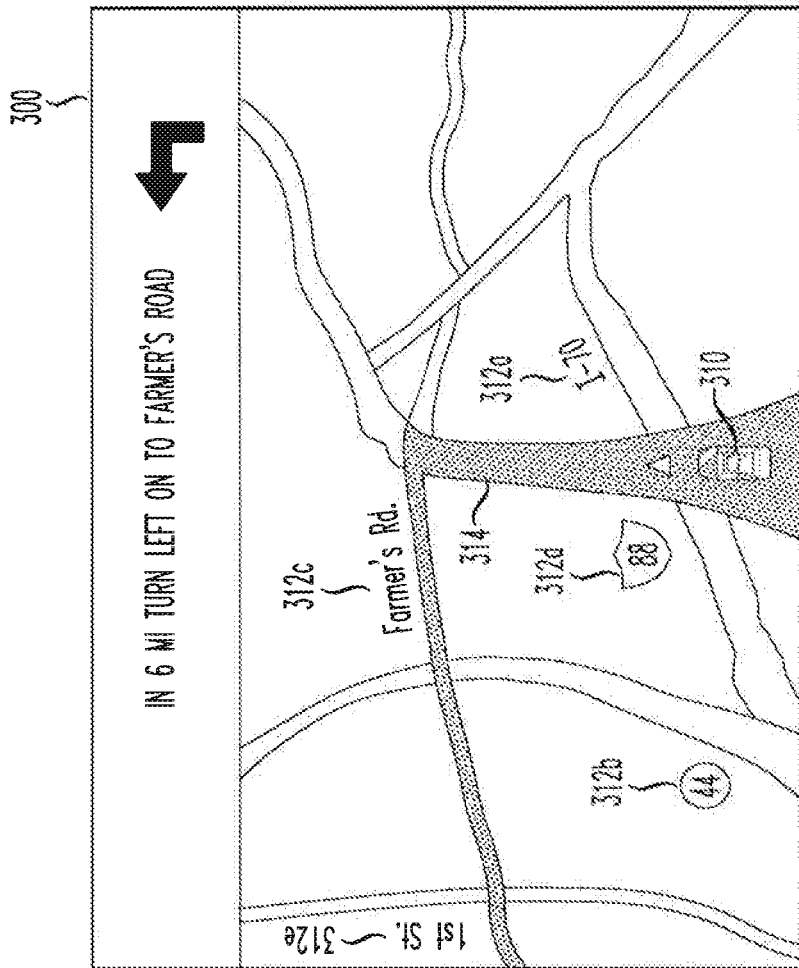 300
IN 6 MI TURN LEFT ON TO FARMER'S ROAD
312c
Farmer's Rd.
312a
I-70
1st St.
312e
314
312d
88
310
312b
44